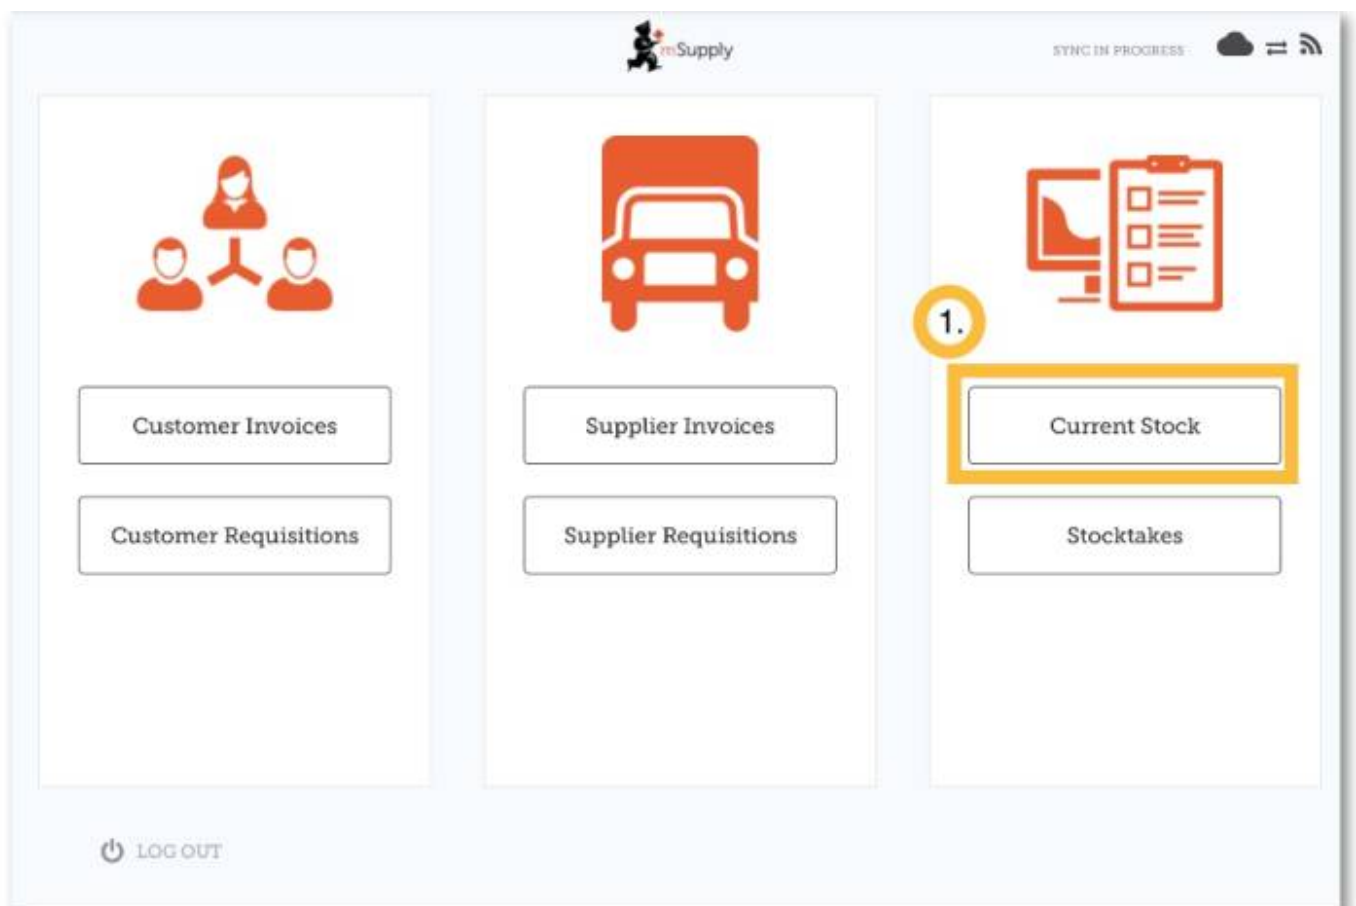 mSupply
SYNC IN PROGRESS
1.
Customer Invoices
Supplier Invoices
Current Stock
Customer Requisitions
Supplier Requisitions
Stocktakes
LOG OUT